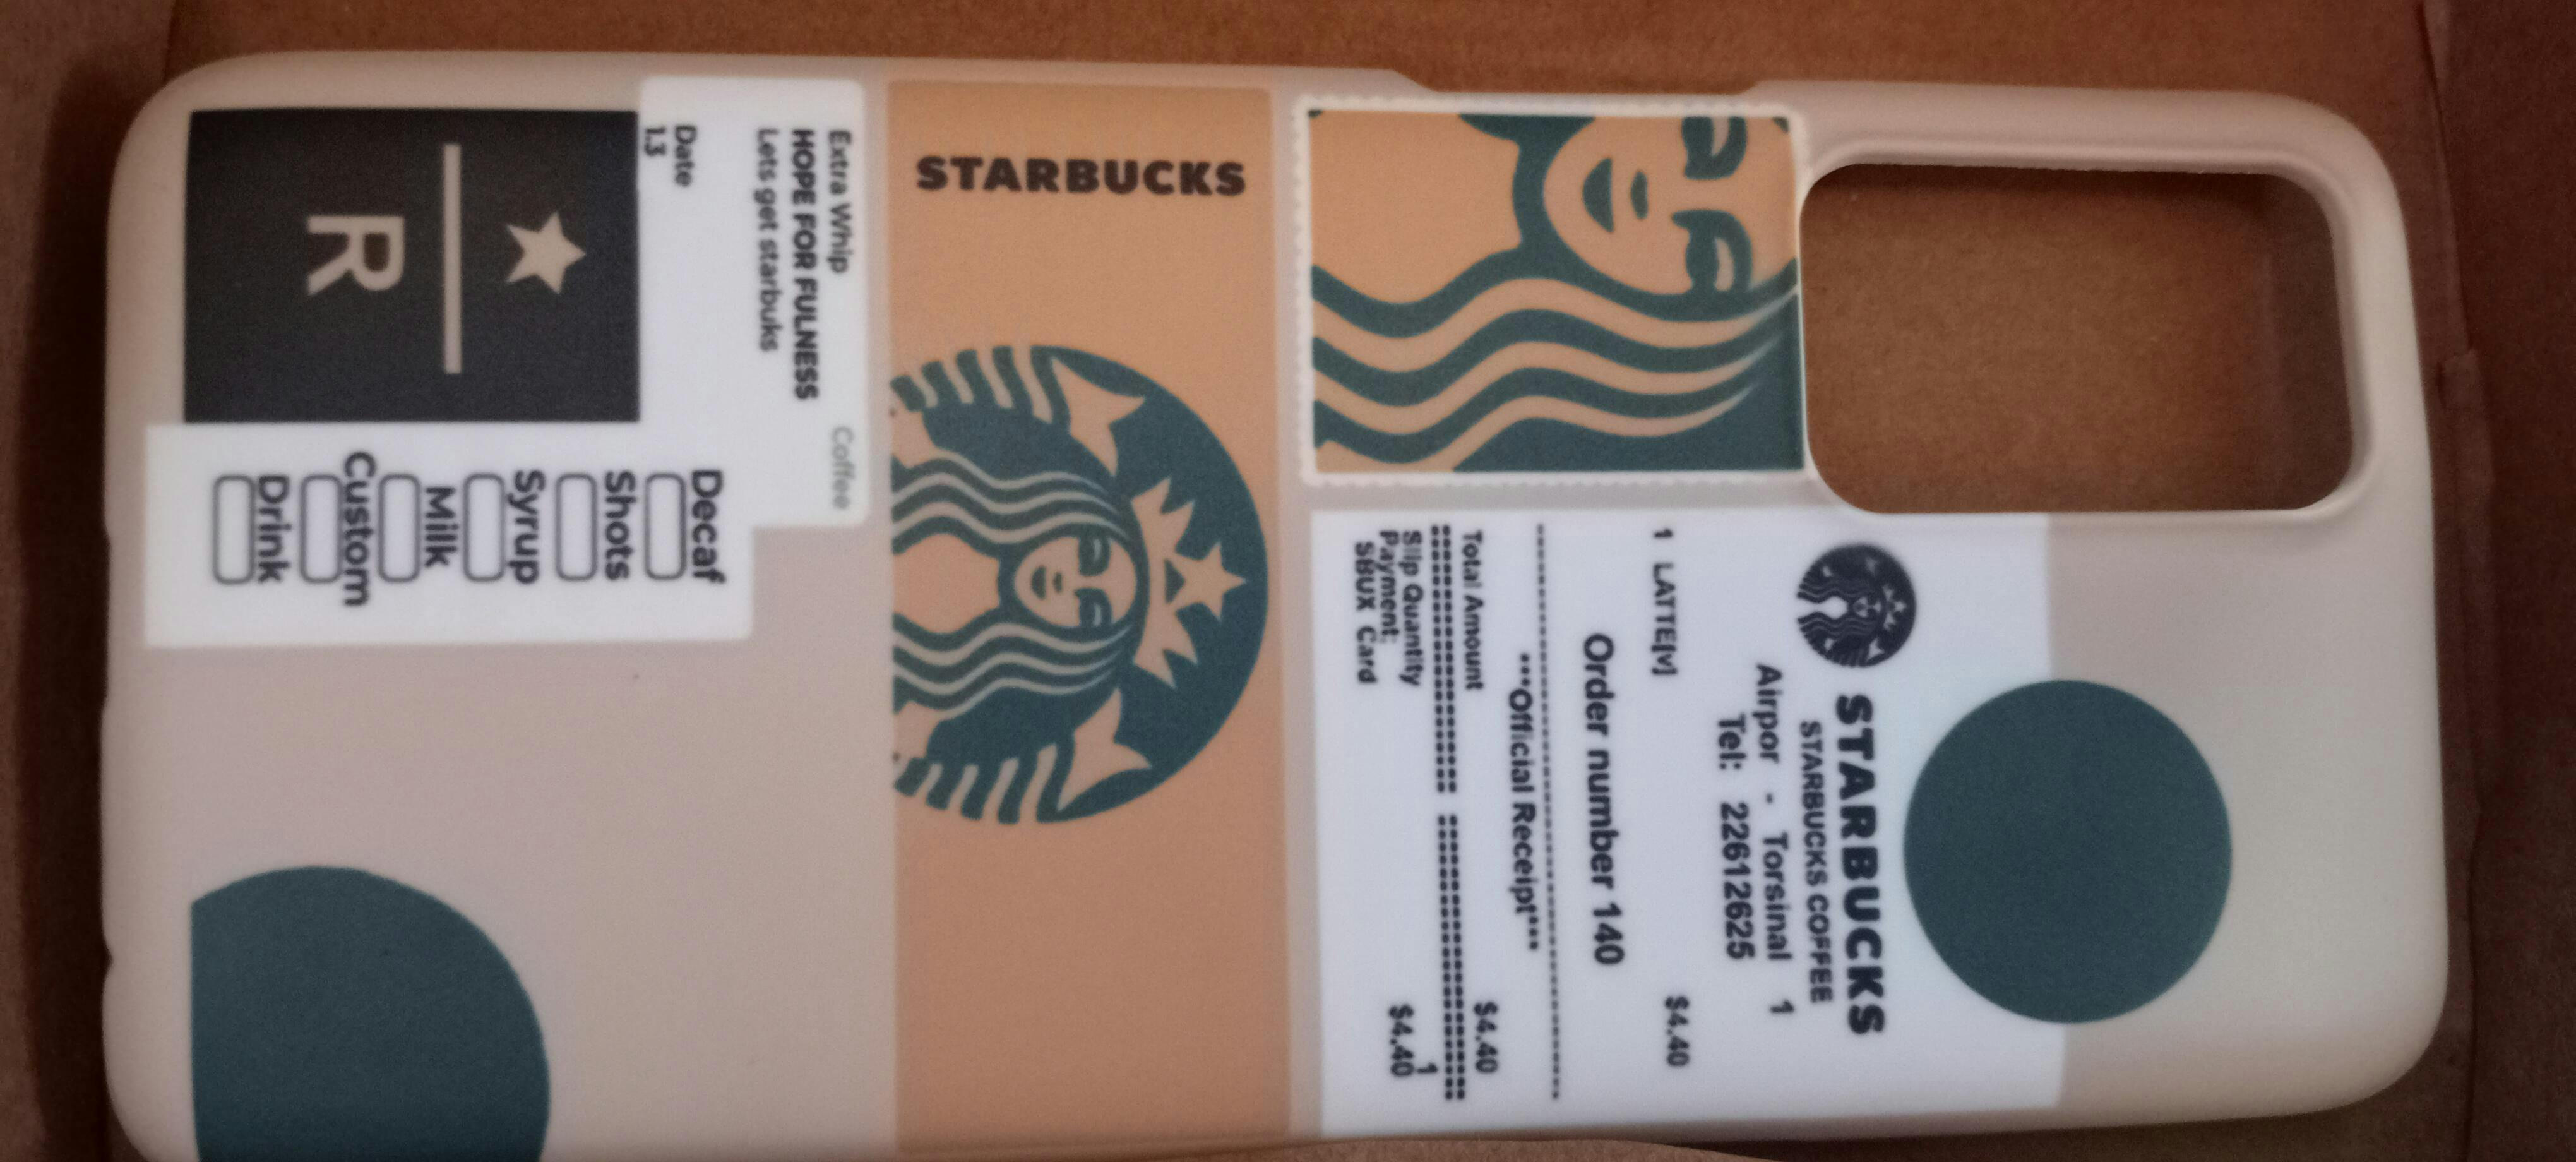 STARBUCKS
STARBUCKS COFFEE
Airpor - Torsinal 1
Tel: 22612625
1 LATTE[v] $4.40
Order number 140
***Official Receipt***
Total Amount $4.40
Slip Quantity 1
Payment: $4.40
SBUX Card
STARBUCKS
Extra Whip Coffee
HOPE FOR FULNESS
Lets get starbuks
Date
1.3
R
Decaf
Shots
Syrup
Milk
Custom
Drink